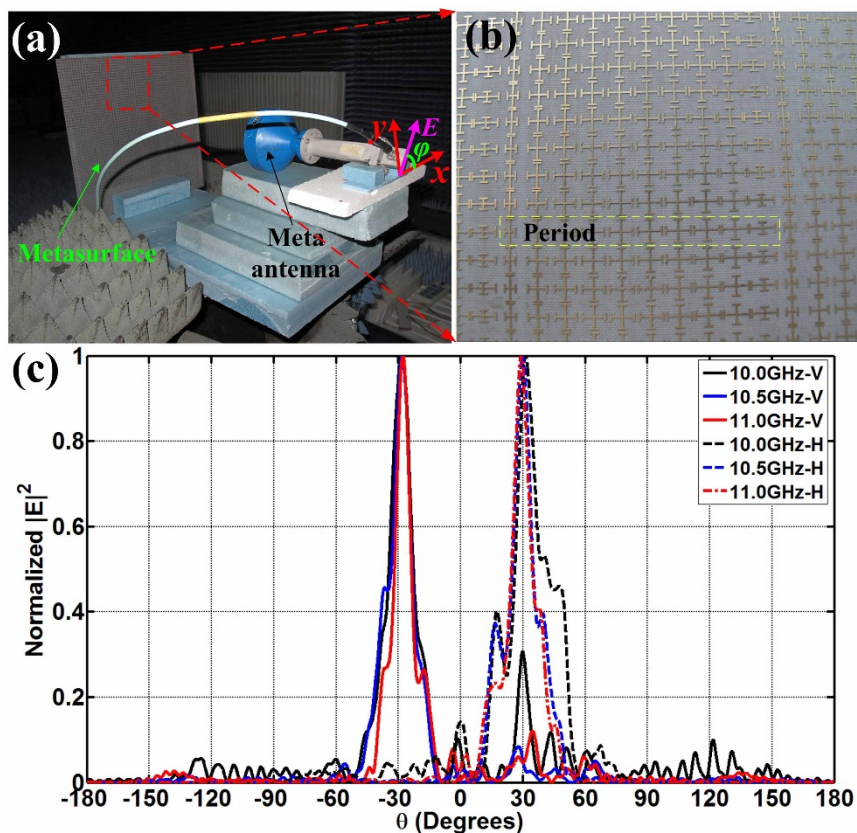 (a)
y
E
φ
x
Metasurface
Meta
antenna
(b)
Period
(c)
Normalized |E|²
1
0.8
0.6
0.4
0.2
0
-180 -150 -120 -90 -60 -30 0 30 60 90 120 150 180
θ (Degrees)
10.0GHz-V
10.5GHz-V
11.0GHz-V
10.0GHz-H
10.5GHz-H
11.0GHz-H